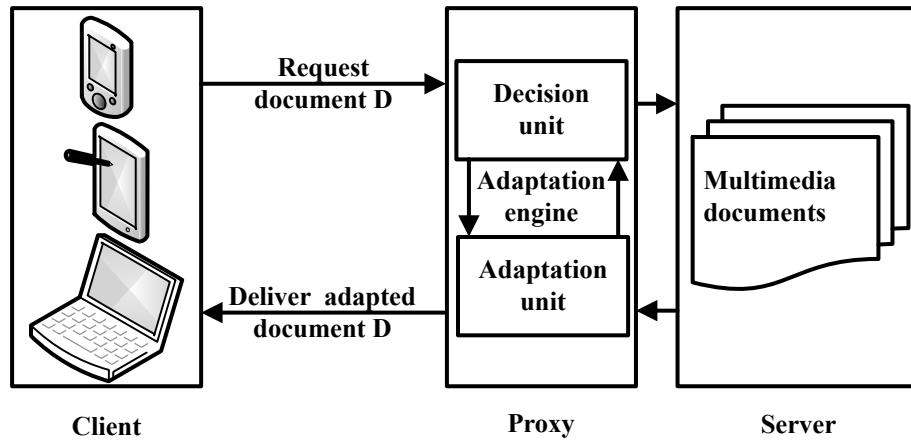 Request
document D
Decision
unit
Adaptation
engine
Adaptation
unit
Deliver adapted
document D
Multimedia
documents
Client
Proxy
Server